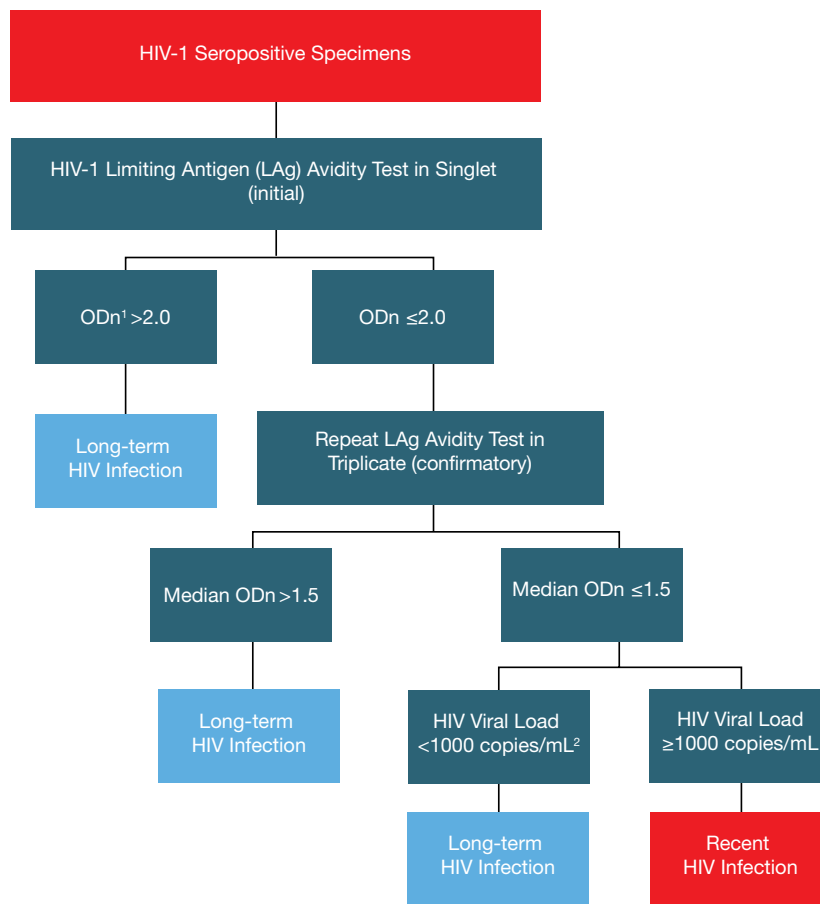 HIV-1 Seropositive Specimens
HIV-1 Limiting Antigen (LAg) Avidity Test in Singlet
(initial)
ODn¹ >2.0
ODn ≤2.0
Long-term
HIV Infection
Repeat LAg Avidity Test in
Triplicate (confirmatory)
Median ODn >1.5
Median ODn ≤1.5
Long-term
HIV Infection
HIV Viral Load
<1000 copies/mL²
HIV Viral Load
≥1000 copies/mL
Long-term
HIV Infection
Recent
HIV Infection